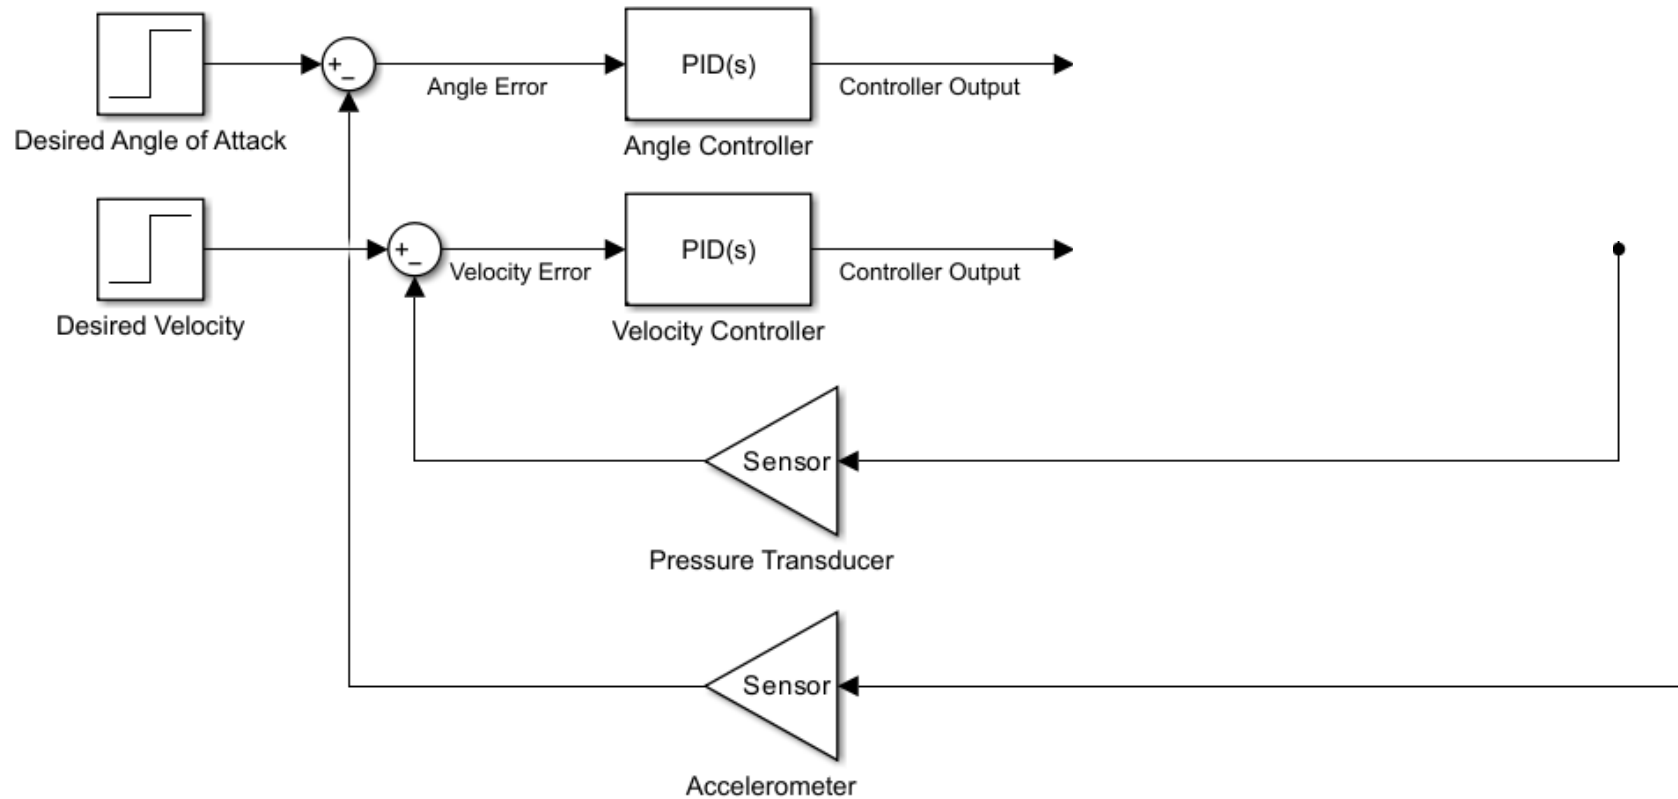 +
−
PID(s)
Angle Error
Controller Output
Desired Angle of Attack
Angle Controller
+
−
PID(s)
Velocity Error
Controller Output
Desired Velocity
Velocity Controller
Sensor
Pressure Transducer
Sensor
Accelerometer